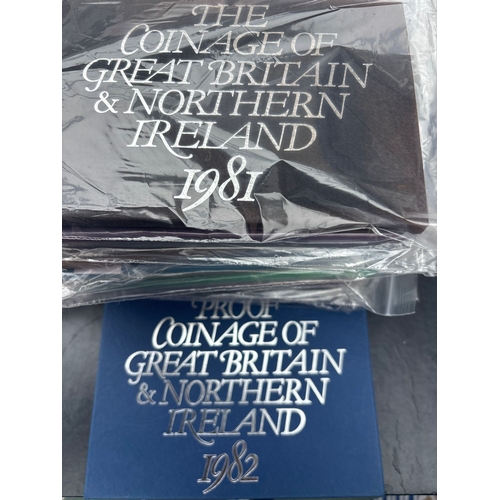 THE
COINAGE OF
GREAT BRITAIN
& NORTHERN
IRELAND
1981
PROOF
COINAGE OF
GREAT BRITAIN
& NORTHERN
IRELAND
1982